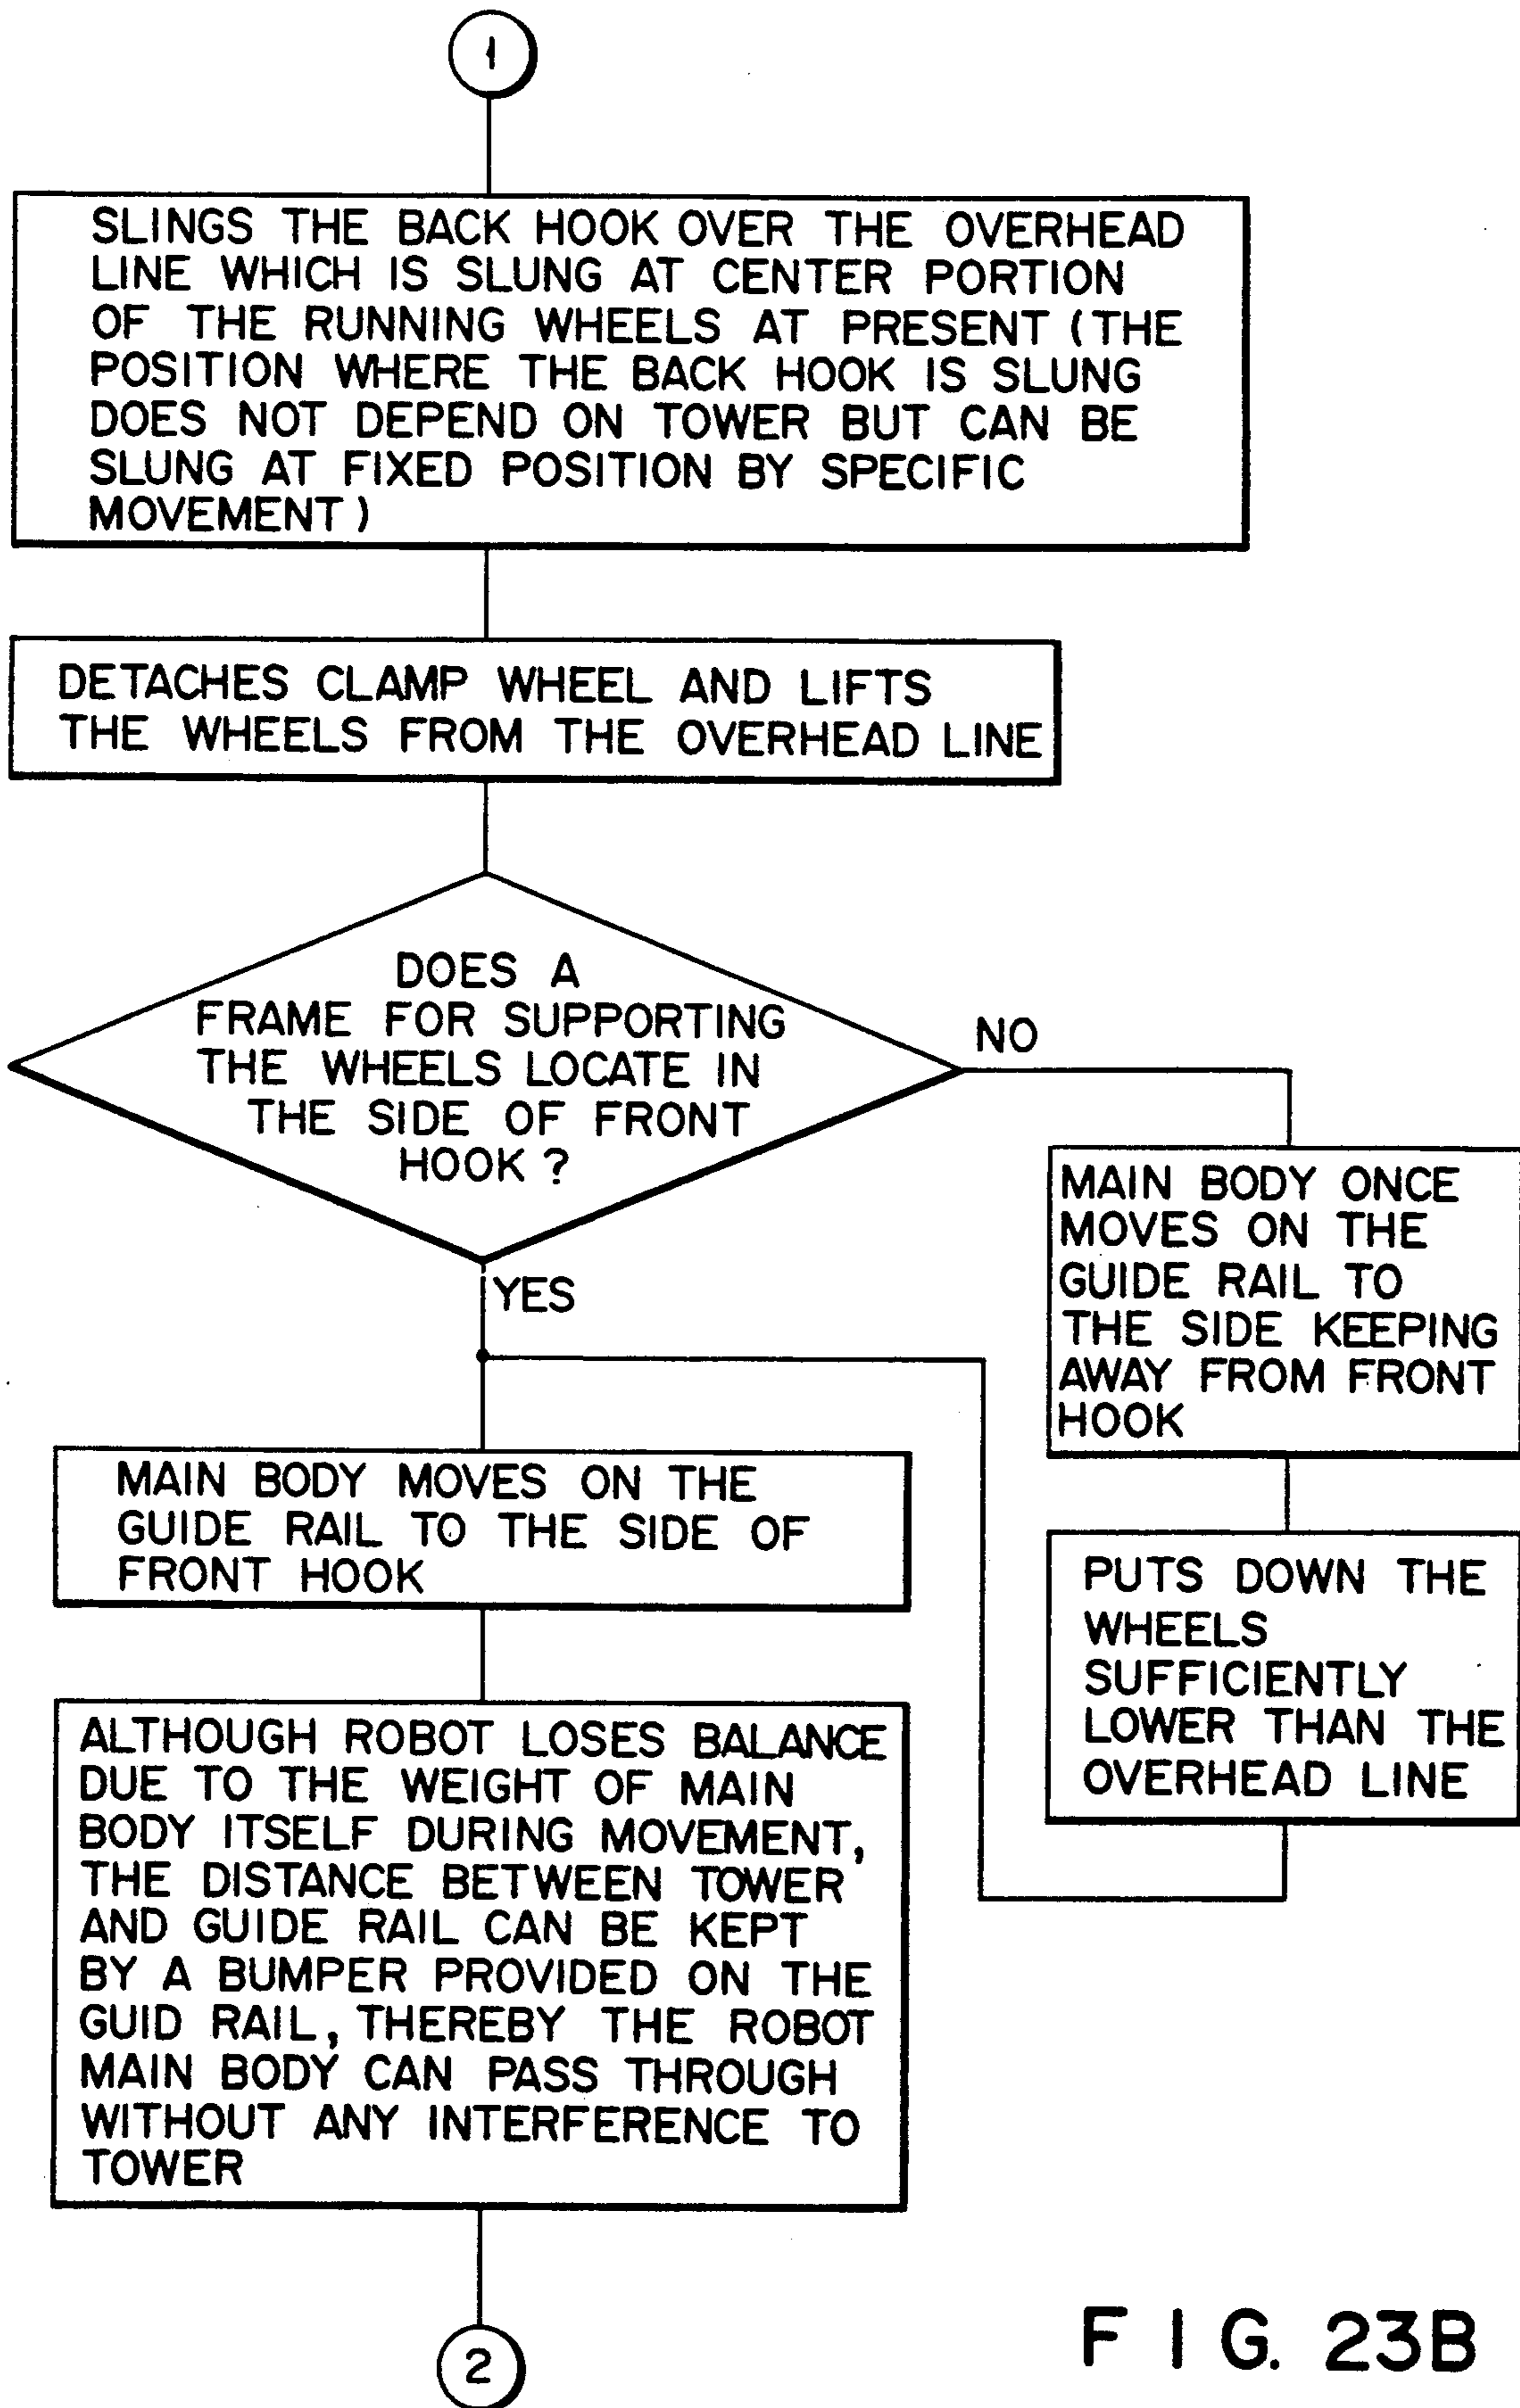 1
SLINGS THE BACK HOOK OVER THE OVERHEAD
LINE WHICH IS SLUNG AT CENTER PORTION
OF THE RUNNING WHEELS AT PRESENT (THE
POSITION WHERE THE BACK HOOK IS SLUNG
DOES NOT DEPEND ON TOWER BUT CAN BE
SLUNG AT FIXED POSITION BY SPECIFIC
MOVEMENT)
DETACHES CLAMP WHEEL AND LIFTS
THE WHEELS FROM THE OVERHEAD LINE
DOES A
FRAME FOR SUPPORTING
THE WHEELS LOCATE IN
THE SIDE OF FRONT
HOOK?
NO
MAIN BODY ONCE
MOVES ON THE
GUIDE RAIL TO
THE SIDE KEEPING
AWAY FROM FRONT
HOOK
PUTS DOWN THE
WHEELS
SUFFICIENTLY
LOWER THAN THE
OVERHEAD LINE
YES
MAIN BODY MOVES ON THE
GUIDE RAIL TO THE SIDE OF
FRONT HOOK
ALTHOUGH ROBOT LOSES BALANCE
DUE TO THE WEIGHT OF MAIN
BODY ITSELF DURING MOVEMENT,
THE DISTANCE BETWEEN TOWER
AND GUIDE RAIL CAN BE KEPT
BY A BUMPER PROVIDED ON THE
GUID RAIL, THEREBY THE ROBOT
MAIN BODY CAN PASS THROUGH
WITHOUT ANY INTERFERENCE TO
TOWER
2
FIG. 23B